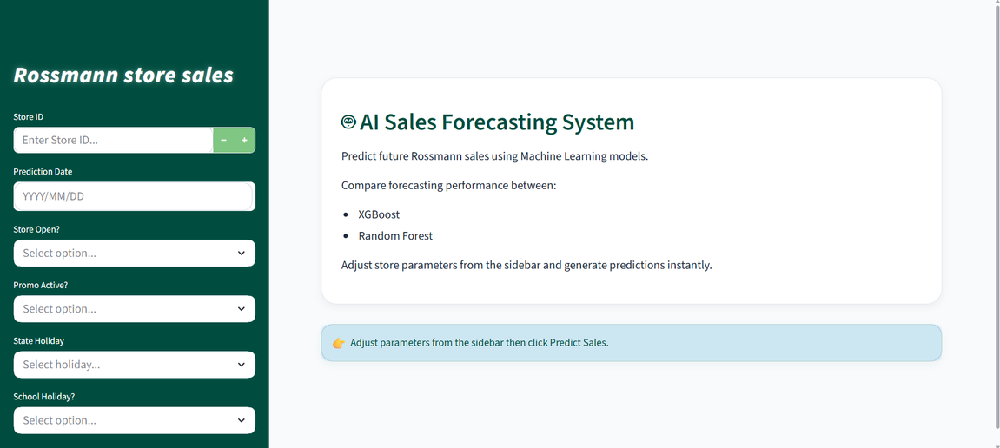 Rossmann store sales
Store ID
Enter Store ID...
− +
Prediction Date
YYYY/MM/DD
Store Open?
Select option...
Promo Active?
Select option...
State Holiday
Select holiday...
School Holiday?
Select option...
AI Sales Forecasting System
Predict future Rossmann sales using Machine Learning models.
Compare forecasting performance between:
• XGBoost
• Random Forest
Adjust store parameters from the sidebar and generate predictions instantly.
👉 Adjust parameters from the sidebar then click Predict Sales.